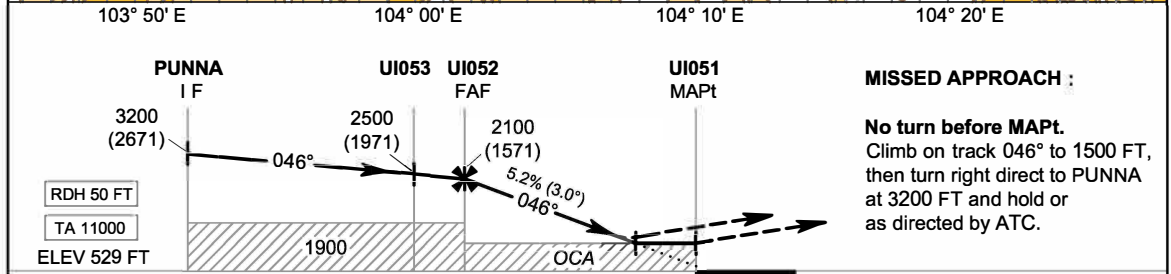 103° 50' E 104° 00' E 104° 10' E 104° 20' E
PUNNA UI053 UI052 UI051
I F FAF MAPt
MISSED APPROACH :
3200 2500 2100
(2671) (1971) (1571)
No turn before MAPt.
Climb on track 046° to 1500 FT,
then turn right direct to PUNNA
at 3200 FT and hold or
as directed by ATC.
046°
5.2% (3.0°)
046°
RDH 50 FT
TA 11000
ELEV 529 FT
1900
OCA